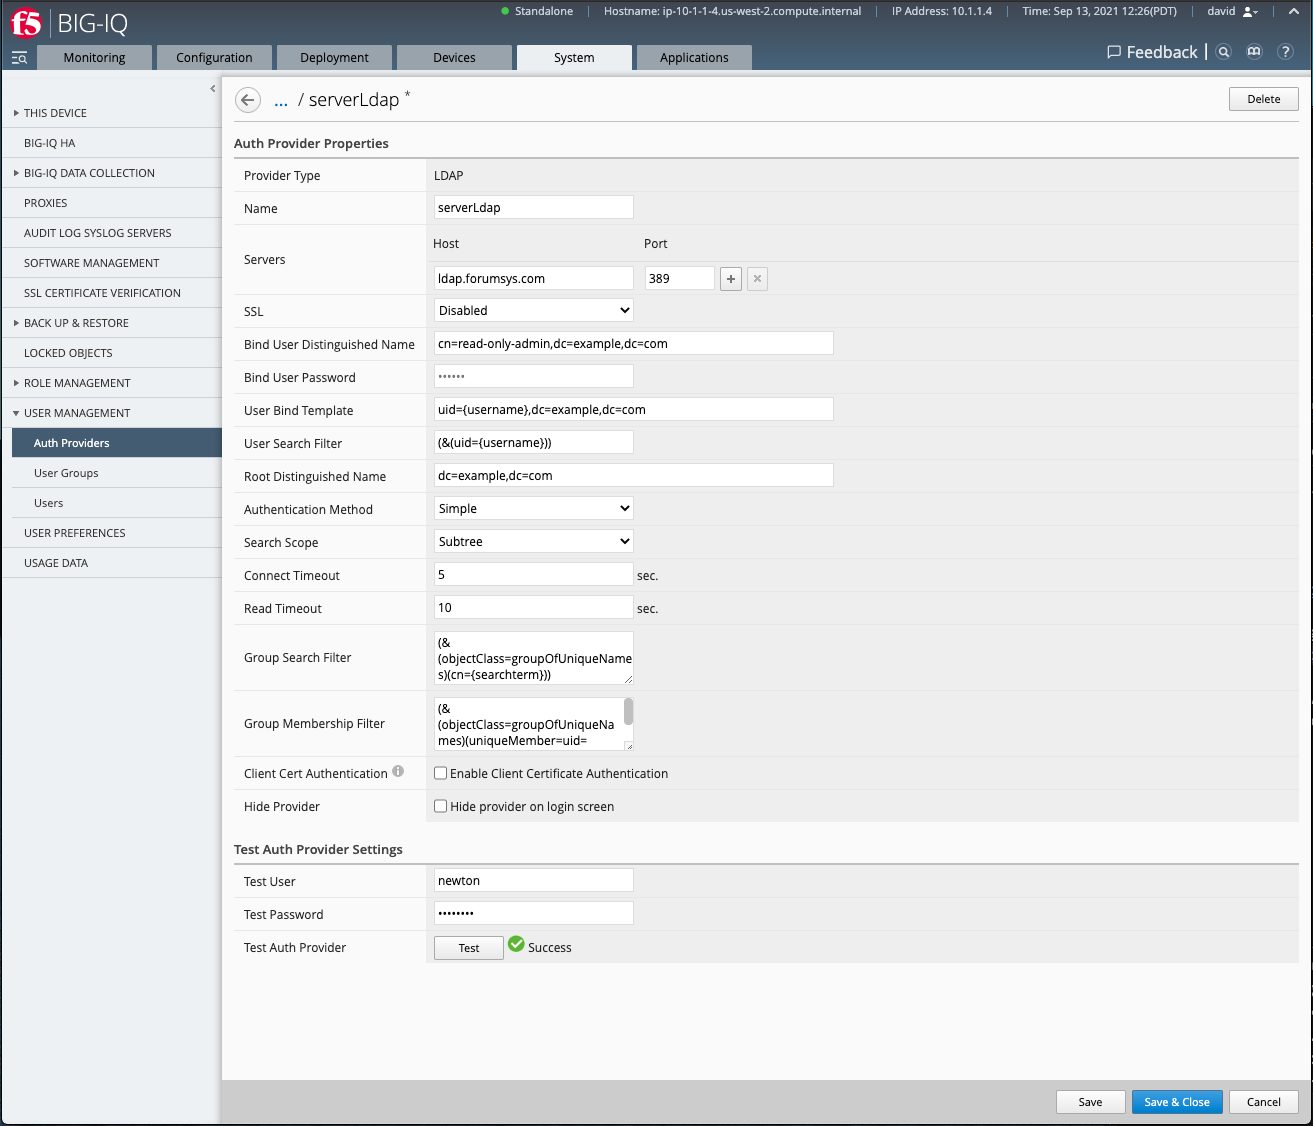 f5 BIG-IQ
Standalone Hostname: ip-10-1-1-4.us-west-2.compute.internal IP Address: 10.1.1.4 Time: Sep 13, 2021 12:26(PDT) david
Monitoring Configuration Deployment Devices System Applications
Feedback
THIS DEVICE
BIG-IQ HA
BIG-IQ DATA COLLECTION
PROXIES
AUDIT LOG SYSLOG SERVERS
SOFTWARE MANAGEMENT
SSL CERTIFICATE VERIFICATION
BACK UP & RESTORE
LOCKED OBJECTS
ROLE MANAGEMENT
USER MANAGEMENT
Auth Providers
User Groups
Users
USER PREFERENCES
USAGE DATA
... / serverLdap *
Delete
Auth Provider Properties
Provider Type LDAP
Name serverLdap
Servers
Host Port
ldap.forumsys.com 389 + ×
SSL Disabled
Bind User Distinguished Name cn=read-only-admin,dc=example,dc=com
Bind User Password ••••••
User Bind Template uid={username},dc=example,dc=com
User Search Filter (&(uid={username}))
Root Distinguished Name dc=example,dc=com
Authentication Method Simple
Search Scope Subtree
Connect Timeout 5 sec.
Read Timeout 10 sec.
Group Search Filter
(&
(objectClass=groupOfUniqueName
s)(cn={searchterm}))
Group Membership Filter
(&
(objectClass=groupOfUniqueNa
mes)(uniqueMember=uid=
Client Cert Authentication Enable Client Certificate Authentication
Hide Provider Hide provider on login screen
Test Auth Provider Settings
Test User newton
Test Password ••••••••
Test Auth Provider Test Success
Save Save & Close Cancel